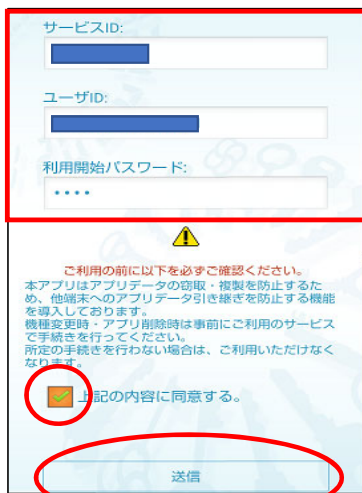 サービスID:
ユーザID:
利用開始パスワード:
••••
ご利用の前に以下を必ずご確認ください。
本アプリはアプリデータの窃取・複製を防止するた
め、他端末へのアプリデータ引き継ぎを防止する機能
を導入しております。
機種変更時・アプリ削除時は事前にご利用のサービス
で手続きを行ってください。
所定の手続きを行わない場合は、ご利用いただけなく
なります。
上記の内容に同意する。
送信